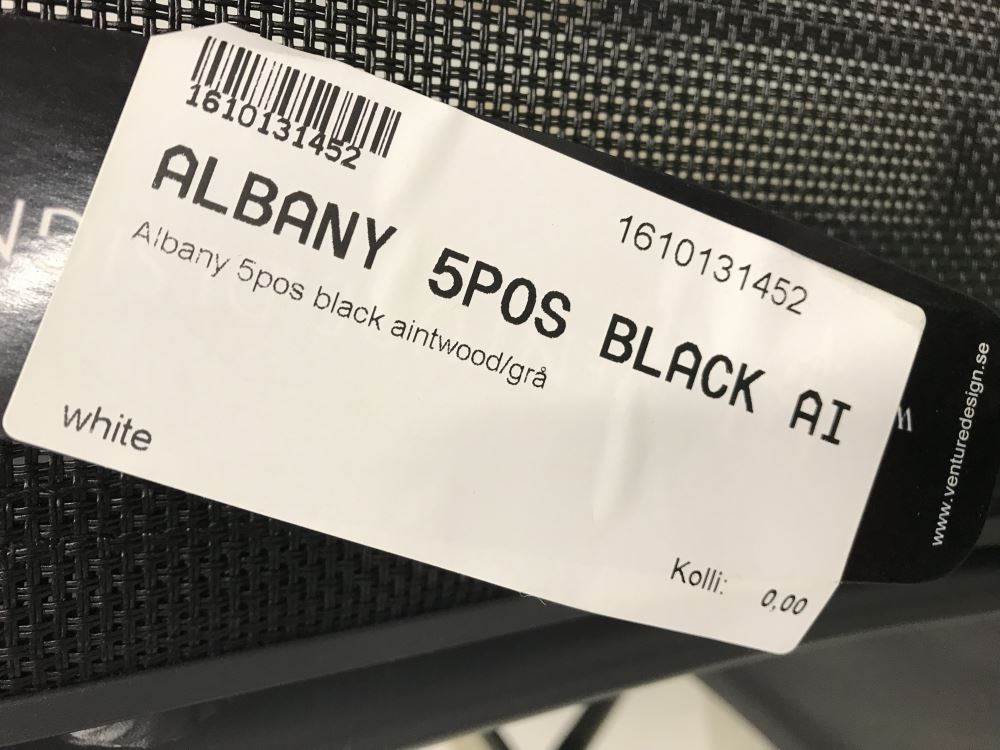 1610131452
1610131452
ALBANY 5POS BLACK AI
Albany 5pos black aintwood/grå
white
Kolli: 0,00
www.venturedesign.se